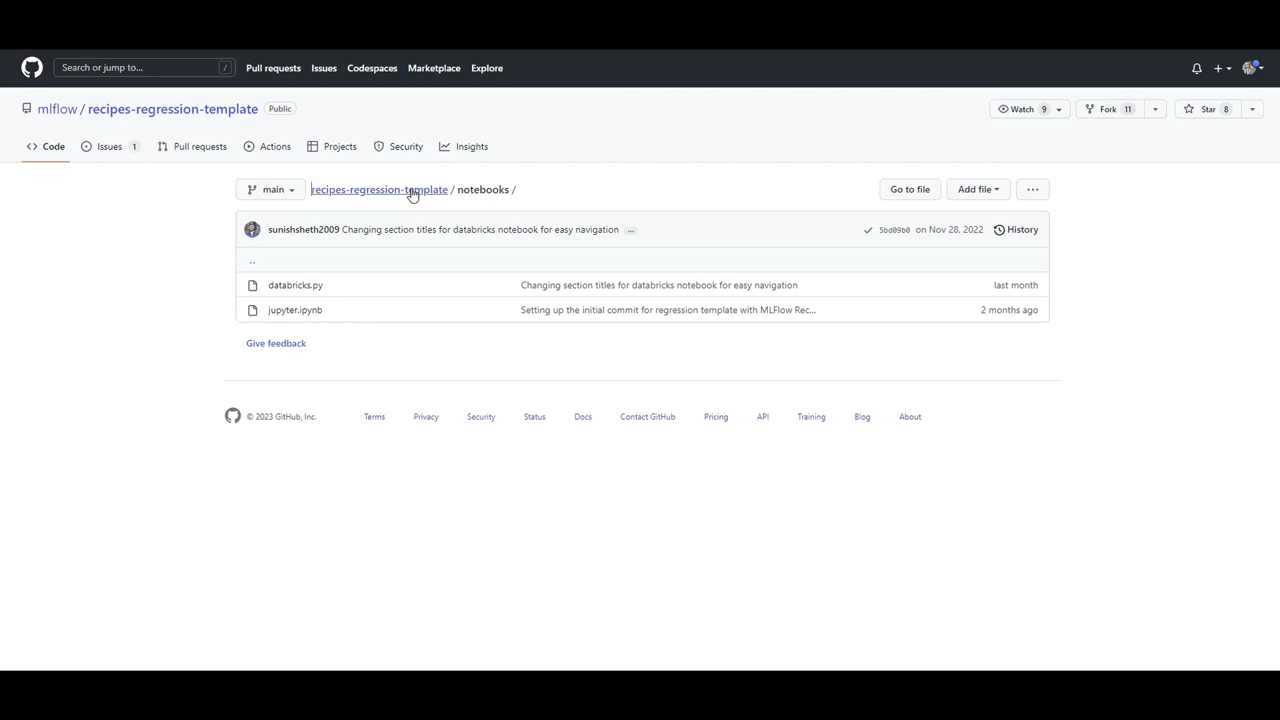 Search or jump to... / Pull requests Issues Codespaces Marketplace Explore
mlflow / recipes-regression-template Public Watch 9 Fork 11 Star 8
Code Issues 1 Pull requests Actions Projects Security Insights
main recipes-regression-template / notebooks / Go to file Add file ...
sunishsheth2009 Changing section titles for databricks notebook for easy navigation ... 5bd09b0 on Nov 28, 2022 History
..
databricks.py Changing section titles for databricks notebook for easy navigation last month
jupyter.ipynb Setting up the initial commit for regression template with MLFlow Rec... 2 months ago
Give feedback
© 2023 GitHub, Inc. Terms Privacy Security Status Docs Contact GitHub Pricing API Training Blog About